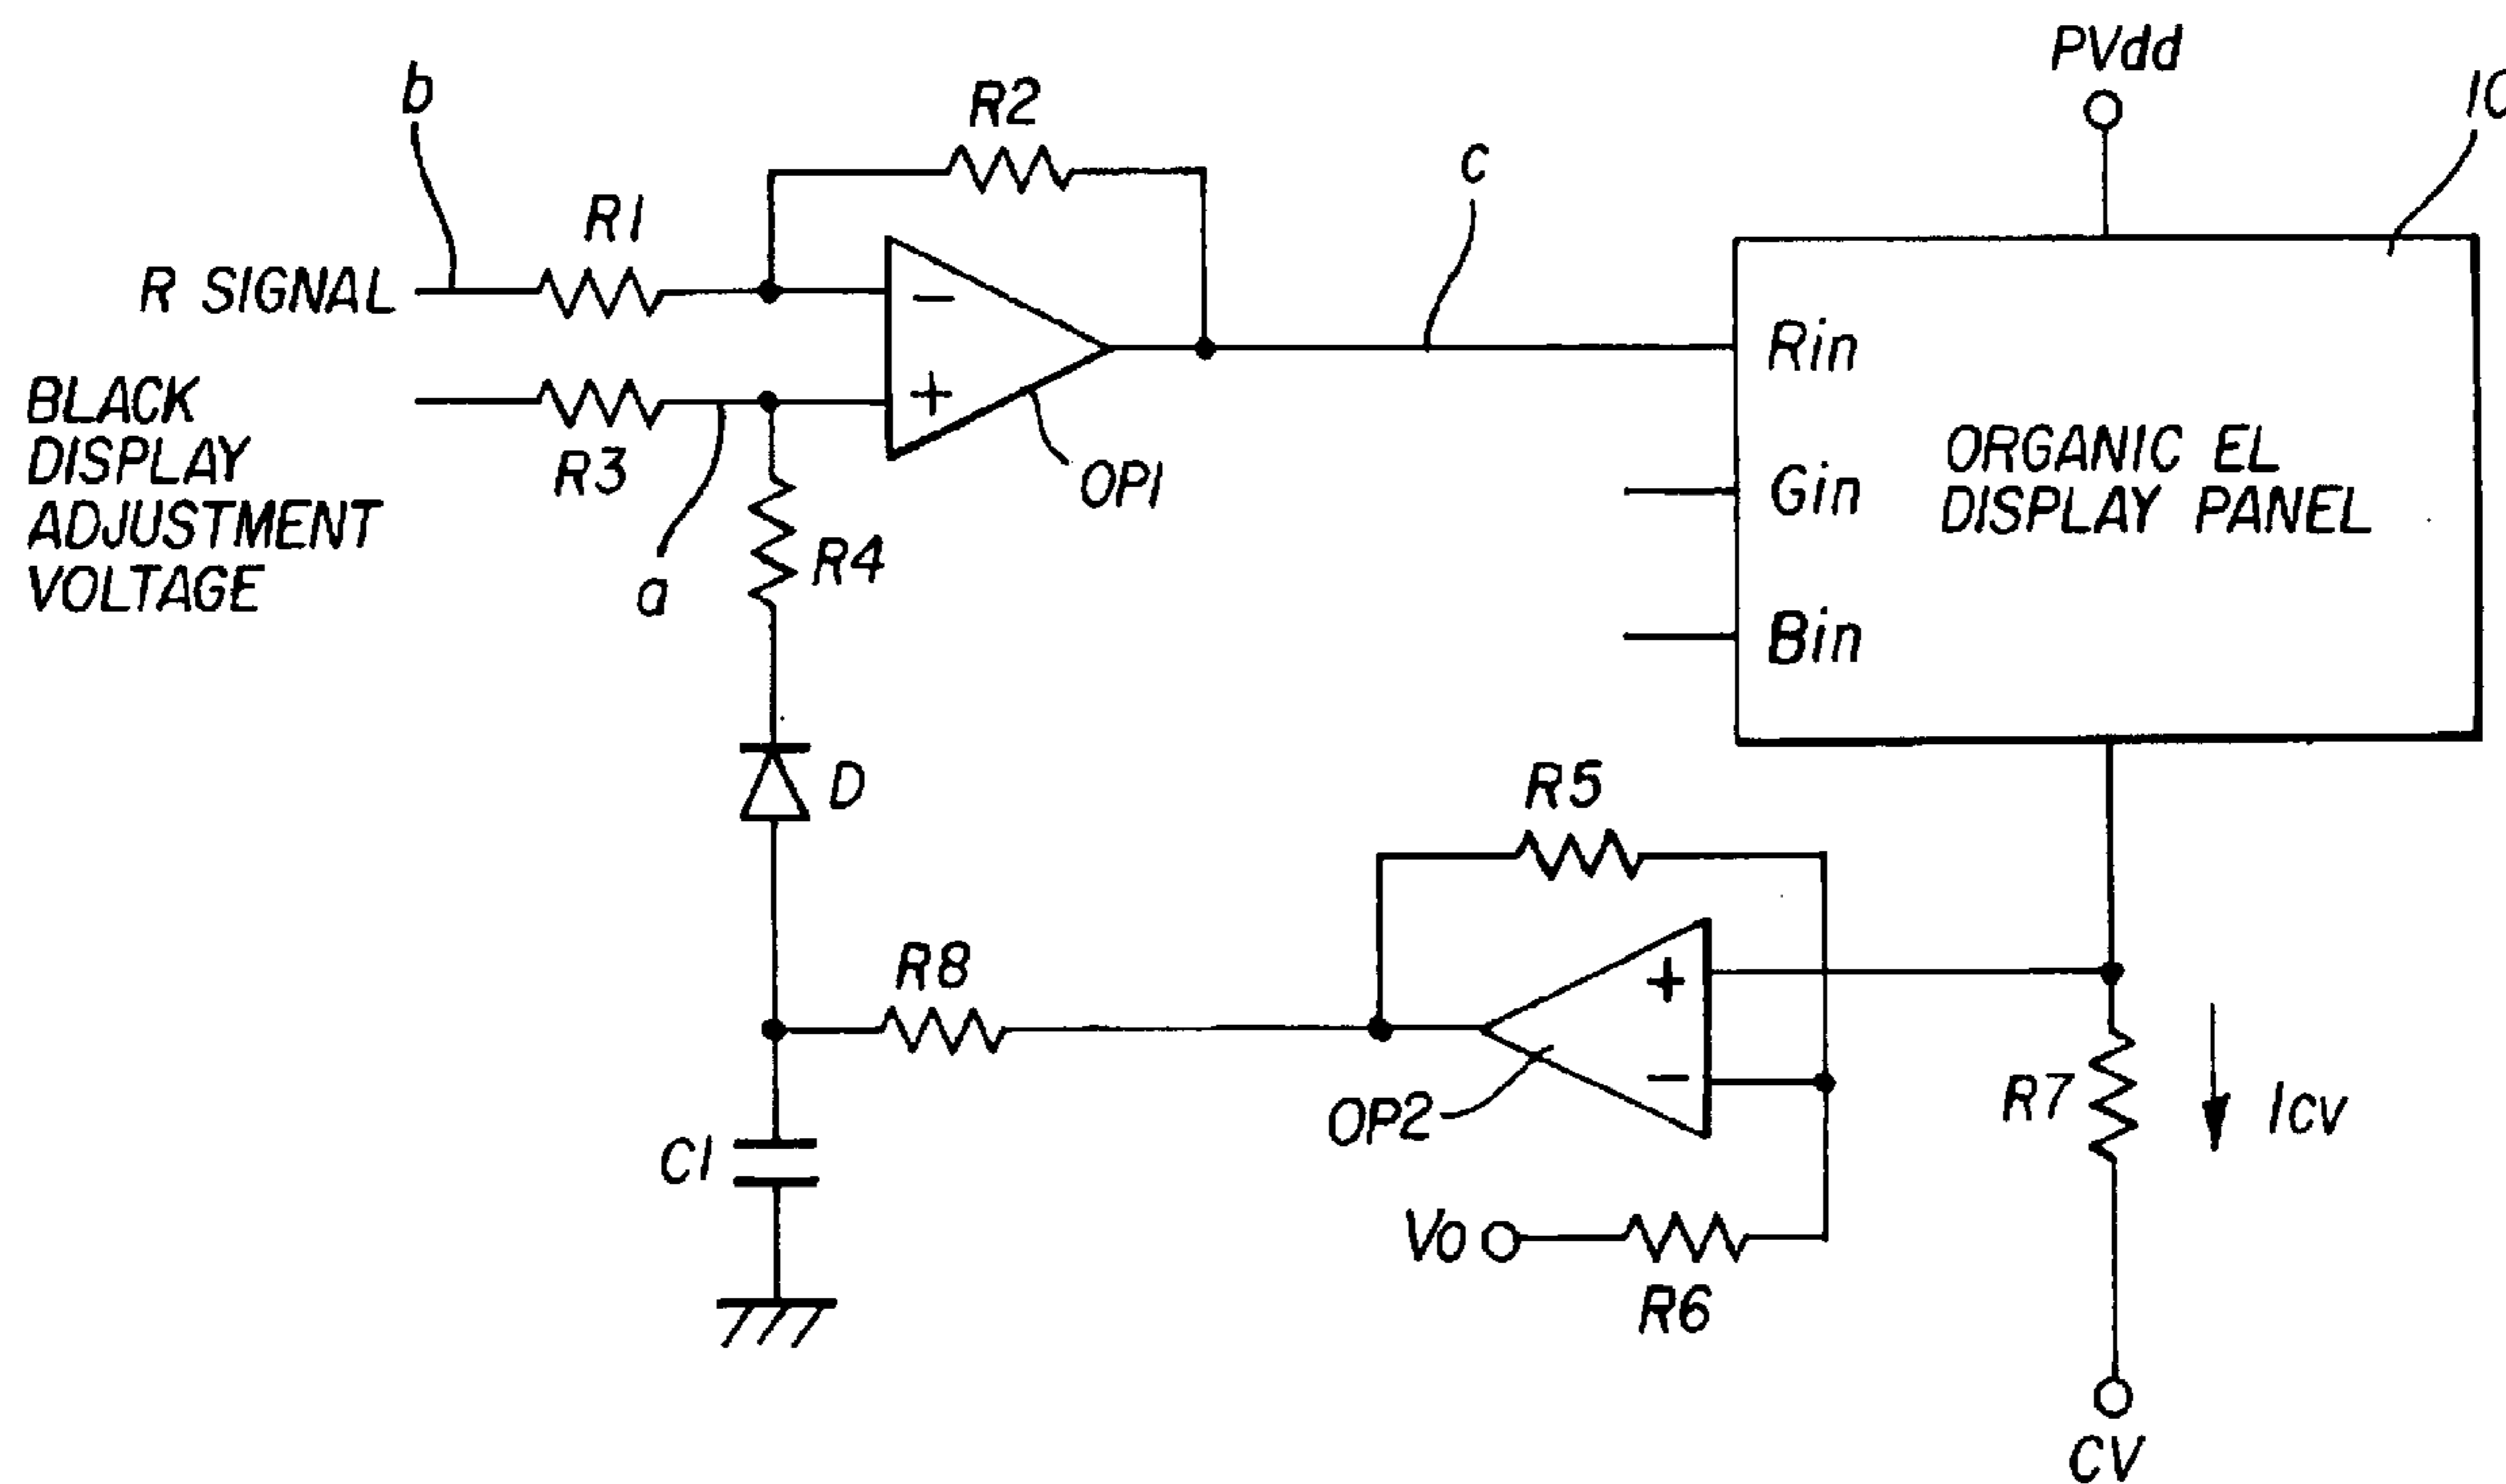 PVdd
10
b
R2
c
R1
R SIGNAL
Rin
BLACK
DISPLAY
ADJUSTMENT
VOLTAGE
R3
a
OP1
R4
Gin
ORGANIC EL
DISPLAY PANEL
Bin
D
R5
R8
+
−
OP2
R7
Icv
C1
Vo
R6
CV
−
+